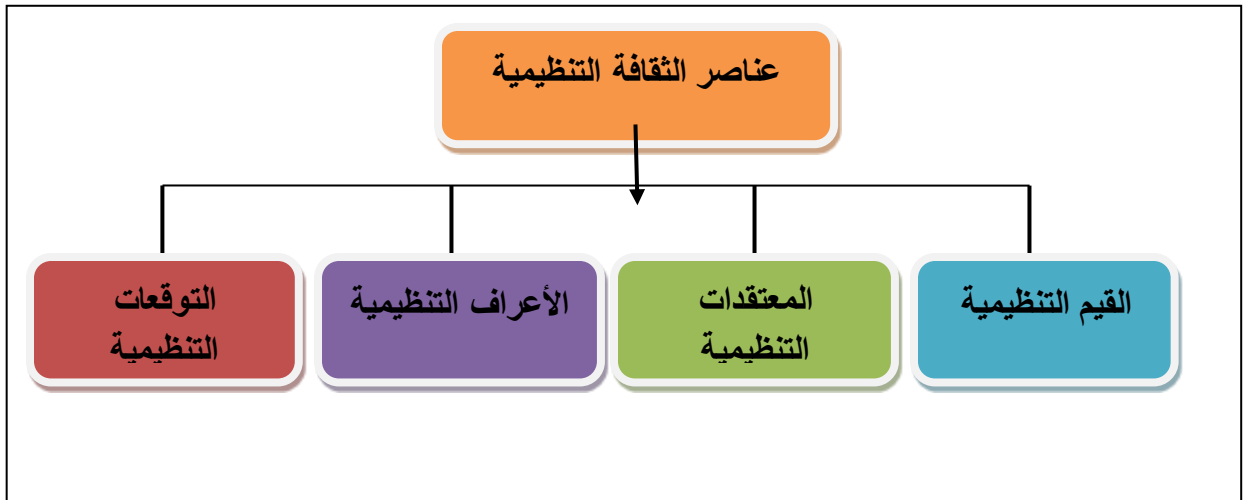 عناصر الثقافة التنظيمية
القيم التنظيمية
المعتقدات
التنظيمية
الأعراف التنظيمية
التوقعات
التنظيمية